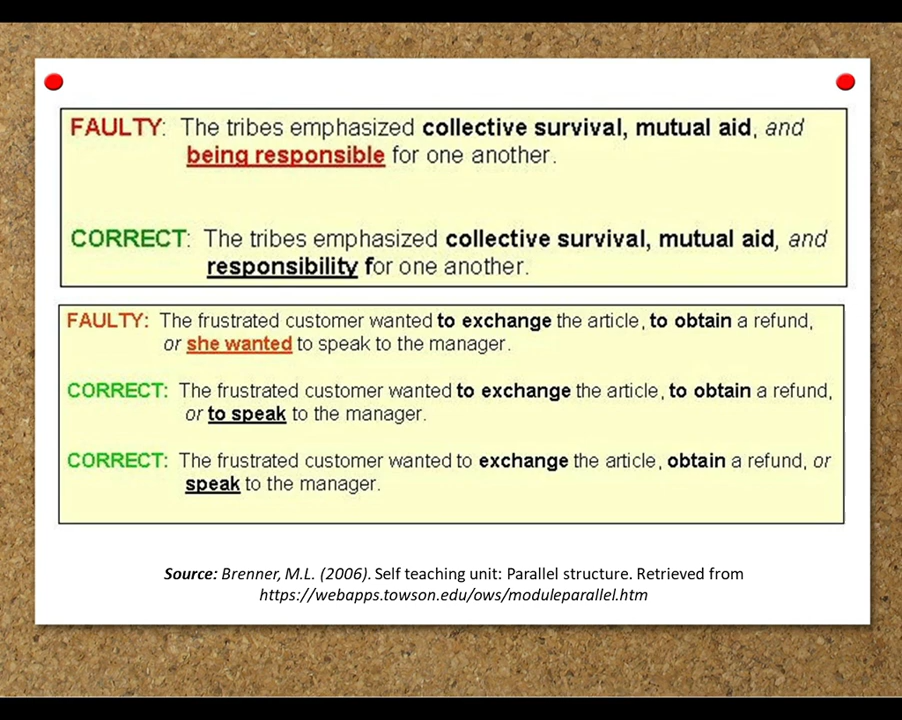 FAULTY: The tribes emphasized collective survival, mutual aid, and
being responsible for one another.
CORRECT: The tribes emphasized collective survival, mutual aid, and
responsibility for one another.
FAULTY: The frustrated customer wanted to exchange the article, to obtain a refund,
or she wanted to speak to the manager.
CORRECT: The frustrated customer wanted to exchange the article, to obtain a refund,
or to speak to the manager.
CORRECT: The frustrated customer wanted to exchange the article, obtain a refund, or
speak to the manager.
Source: Brenner, M.L. (2006). Self teaching unit: Parallel structure. Retrieved from
https://webapps.towson.edu/ows/moduleparallel.htm